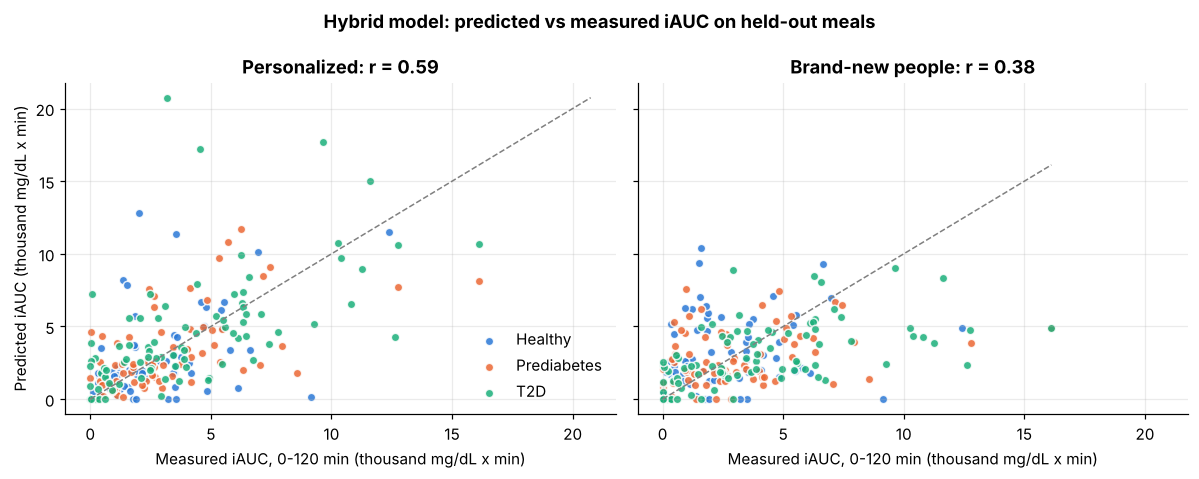 Hybrid model: predicted vs measured iAUC on held-out meals
Personalized: r = 0.59
Predicted iAUC (thousand mg/dL x min)
20
15
10
5
0
Healthy
Prediabetes
T2D
0 5 10 15 20
Measured iAUC, 0-120 min (thousand mg/dL x min)
Brand-new people: r = 0.38
0 5 10 15 20
Measured iAUC, 0-120 min (thousand mg/dL x min)